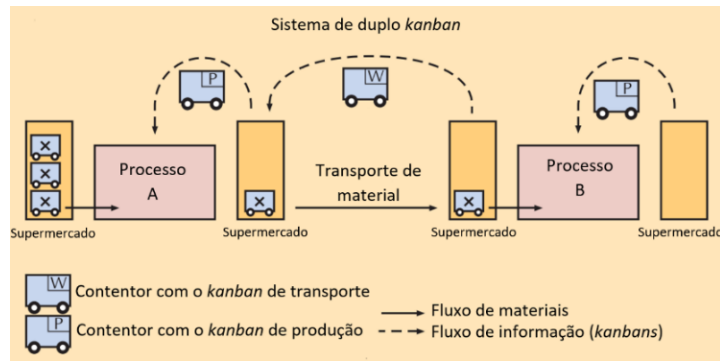 Sistema de duplo kanban
P
W
P
X
X
X
Processo
A
X
Transporte de
material
X
Processo
B
Supermercado
Supermercado
Supermercado
Supermercado
W
Contentor com o kanban de transporte
P
Contentor com o kanban de produção
Fluxo de materiais
Fluxo de informação (kanbans)